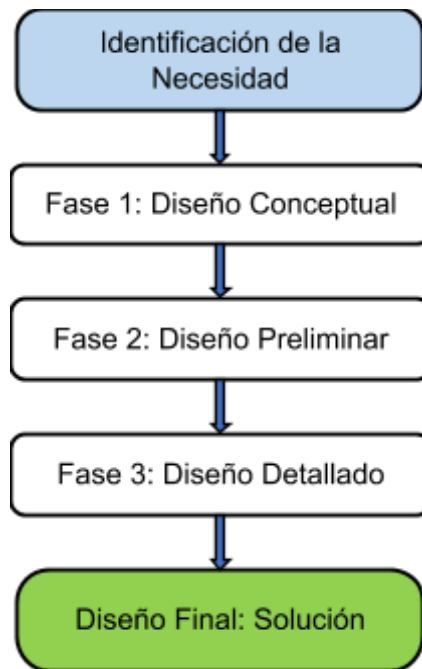 Identificación de la
Necesidad
Fase 1: Diseño Conceptual
Fase 2: Diseño Preliminar
Fase 3: Diseño Detallado
Diseño Final: Solución